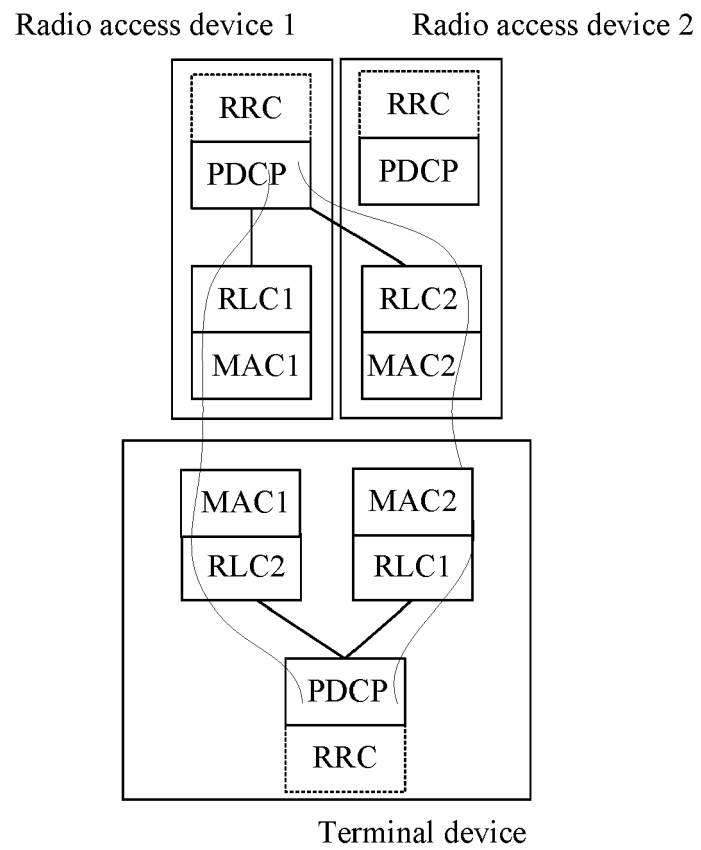 Radio access device 1
Radio access device 2
RRC
RRC
PDCP
PDCP
RLC1
RLC2
MAC1
MAC2
MAC1
MAC2
RLC2
RLC1
PDCP
RRC
Terminal device